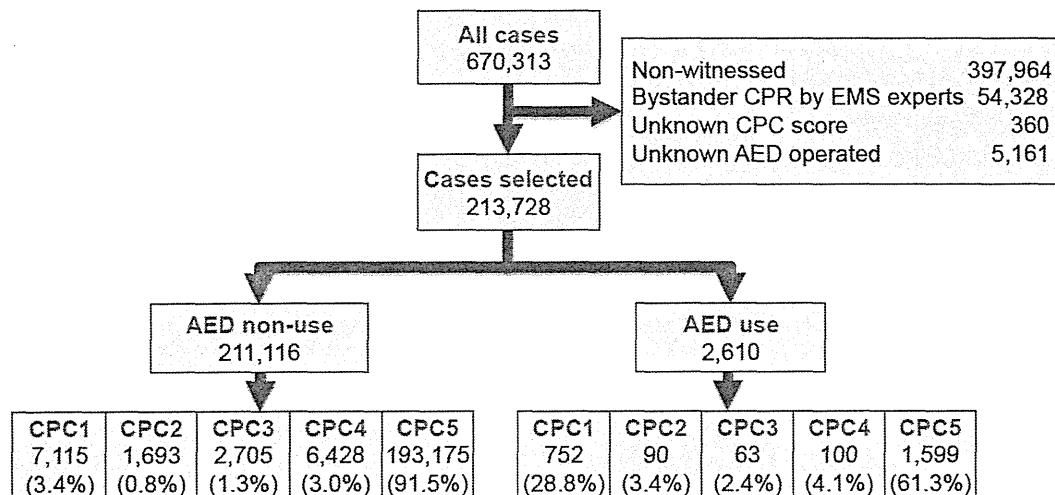 All cases
670,313
Non-witnessed 397,964
Bystander CPR by EMS experts 54,328
Unknown CPC score 360
Unknown AED operated 5,161
Cases selected
213,728
AED non-use
211,116
AED use
2,610
CPC1 CPC2 CPC3 CPC4 CPC5
7,115 1,693 2,705 6,428 193,175
(3.4%) (0.8%) (1.3%) (3.0%) (91.5%)
CPC1 CPC2 CPC3 CPC4 CPC5
752 90 63 100 1,599
(28.8%) (3.4%) (2.4%) (4.1%) (61.3%)